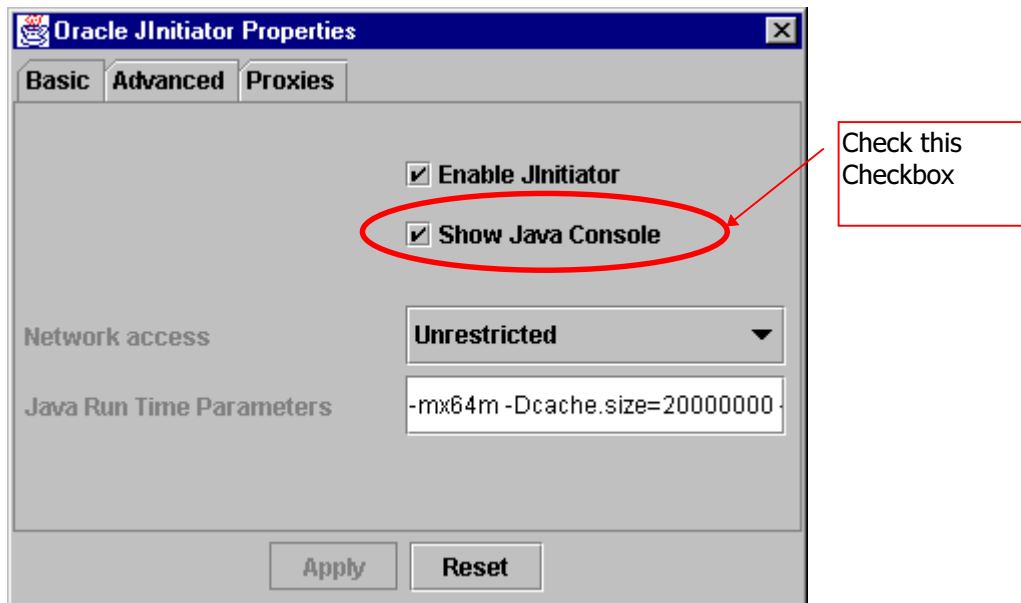 Oracle JInitiator Properties
Basic Advanced Proxies
Check this
Checkbox
Enable JInitiator
Show Java Console
Network access Unrestricted
Java Run Time Parameters -mx64m -Dcache.size=20000000 -
Apply Reset